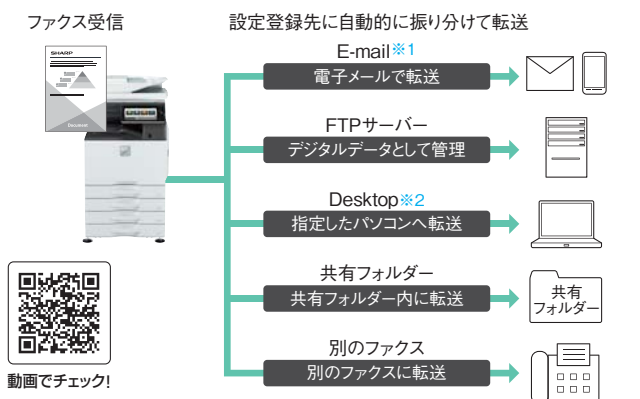 ファクス受信
設定登録先に自動的に振り分けて転送
SHARP
Document
E-mail※1
電子メールで転送
FTPサーバー
デジタルデータとして管理
Desktop※2
指定したパソコンへ転送
共有フォルダー
共有フォルダー内に転送
共有
フォルダー
別のファクス
別のファクスに転送
動画でチェック!